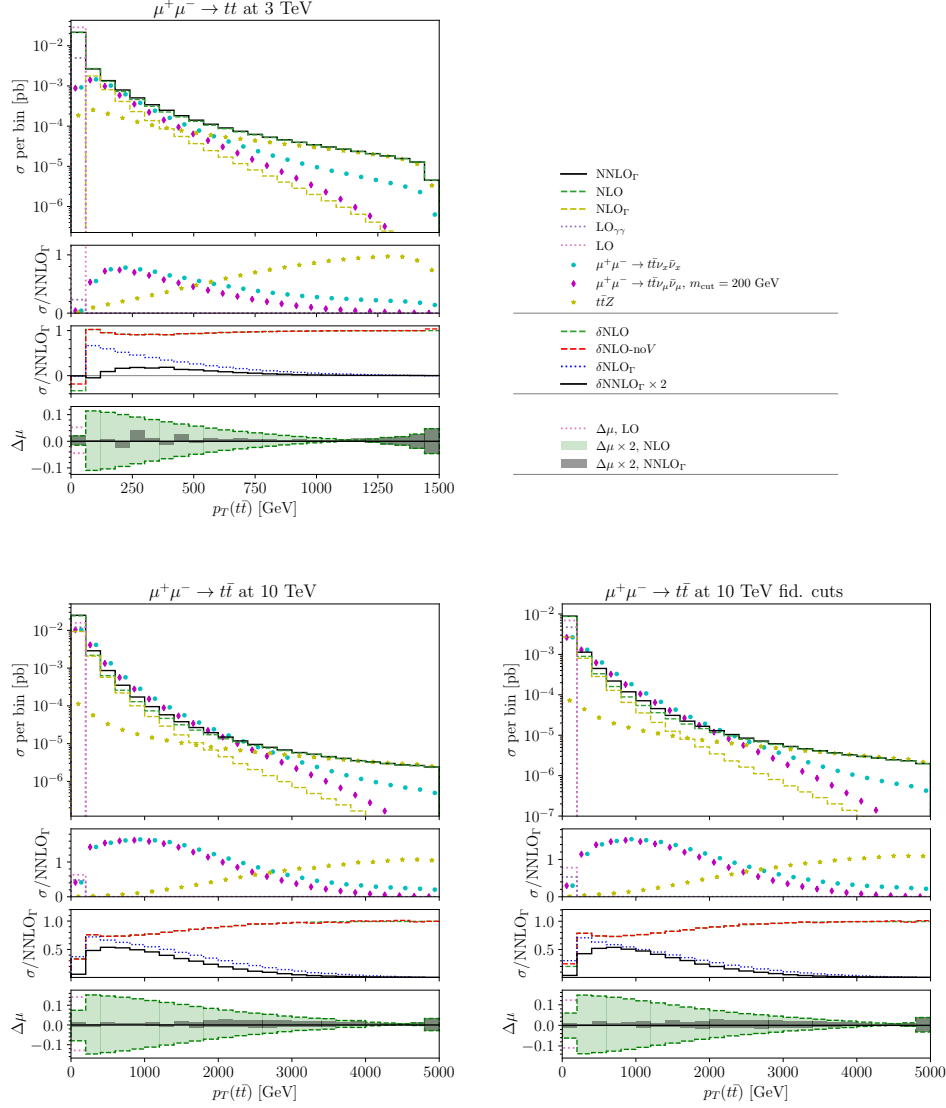 μ⁺μ⁻ → tt̄ at 3 TeV
σ per bin [pb]
10⁻²
10⁻³
10⁻⁴
10⁻⁵
10⁻⁶
σ/NNLO_Γ
1
0
σ/NNLO_Γ
1
0
Δμ
0.1
0.0
−0.1
0 250 500 750 1000 1250 1500
p_T(tt̄) [GeV]
NNLO_Γ
NLO
NLO_Γ
LO_γγ
LO
μ⁺μ⁻ → tt̄ν_xν̄_x
μ⁺μ⁻ → tt̄ν_μν̄_μ, m_cut = 200 GeV
tt̄Z
δNLO
δNLO-noV
δNLO_Γ
δNNLO_Γ × 2
Δμ, LO
Δμ × 2, NLO
Δμ × 2, NNLO_Γ
μ⁺μ⁻ → tt̄ at 10 TeV
σ per bin [pb]
10⁻²
10⁻³
10⁻⁴
10⁻⁵
10⁻⁶
σ/NNLO_Γ
1
0
σ/NNLO_Γ
1.0
0.5
Δμ
0.1
0.0
−0.1
0 1000 2000 3000 4000 5000
p_T(tt̄) [GeV]
μ⁺μ⁻ → tt̄ at 10 TeV fid. cuts
σ per bin [pb]
10⁻²
10⁻³
10⁻⁴
10⁻⁵
10⁻⁶
10⁻⁷
σ/NNLO_Γ
1
0
σ/NNLO_Γ
1.0
0.5
Δμ
0.1
0.0
−0.1
0 1000 2000 3000 4000 5000
p_T(tt̄) [GeV]